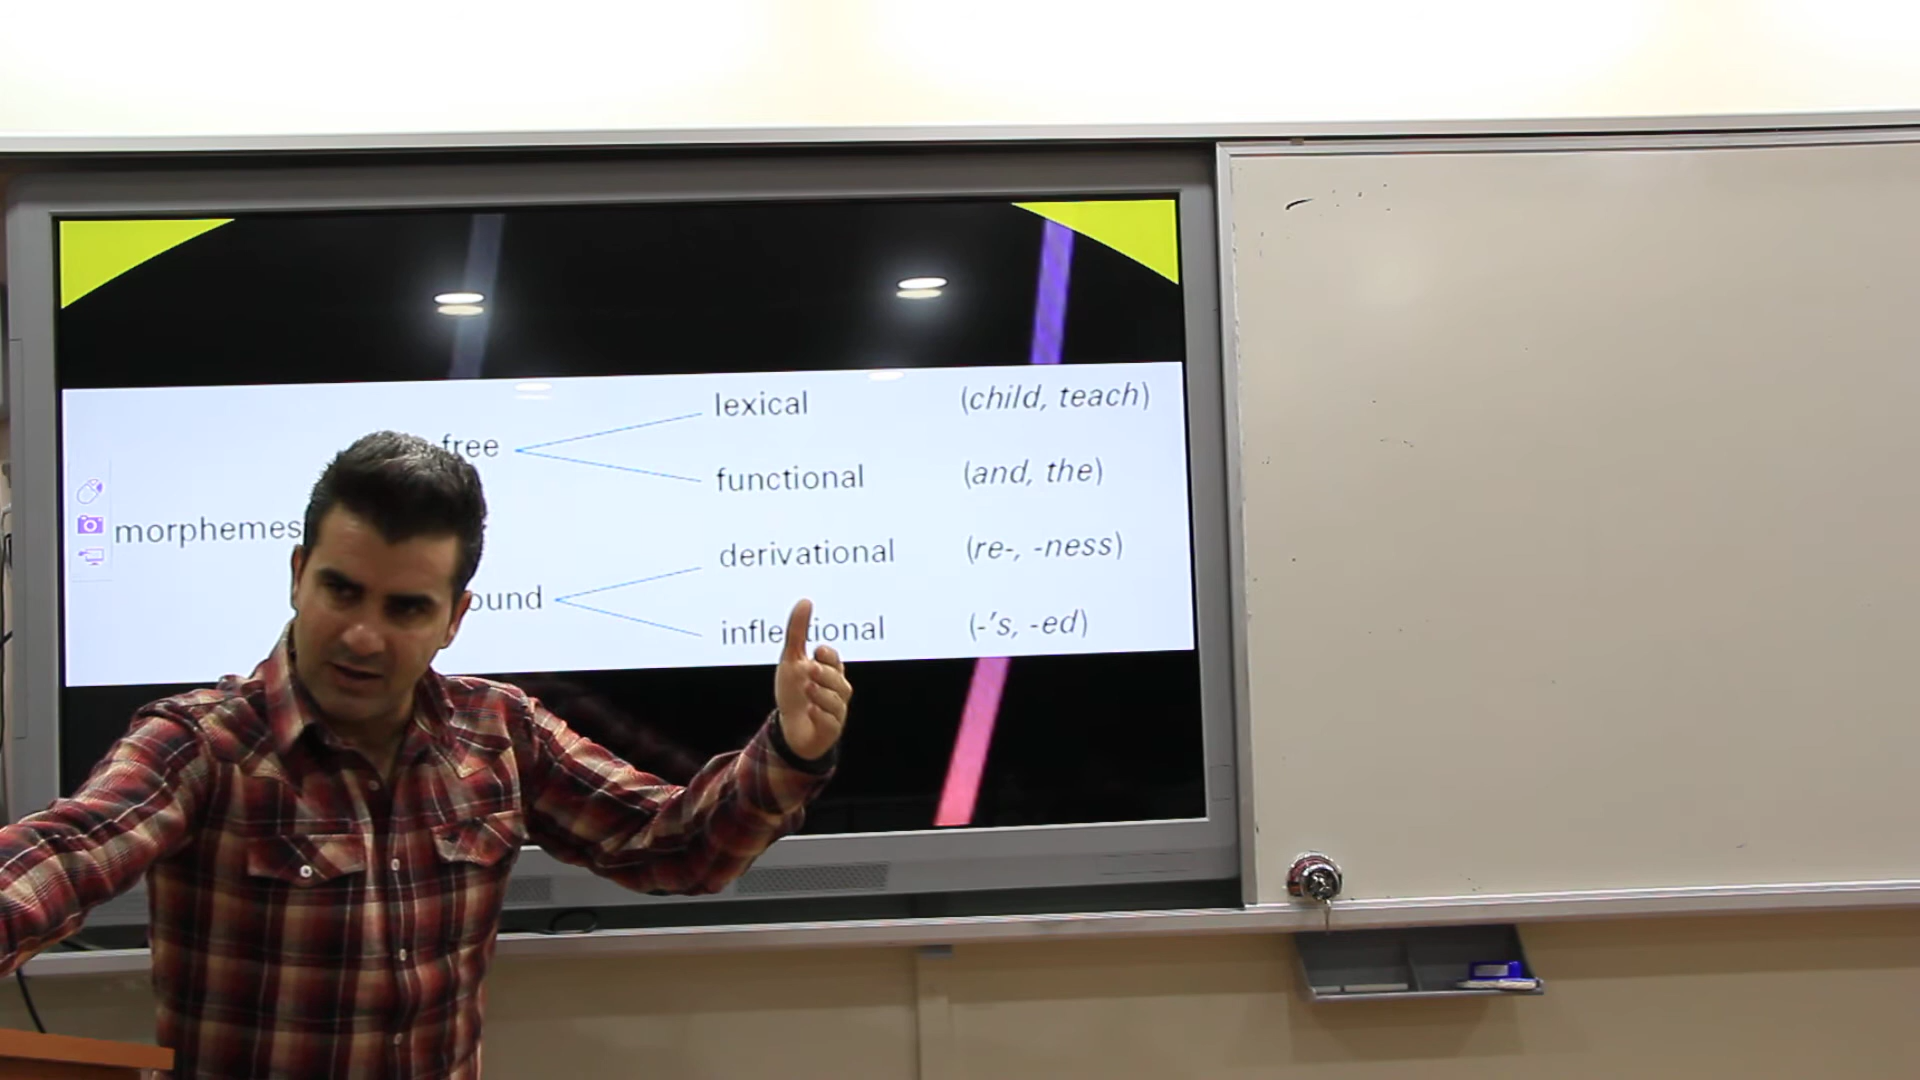 lexical (child, teach)
free
functional (and, the)
morphemes
derivational (re-, -ness)
inflectional (-'s, -ed)